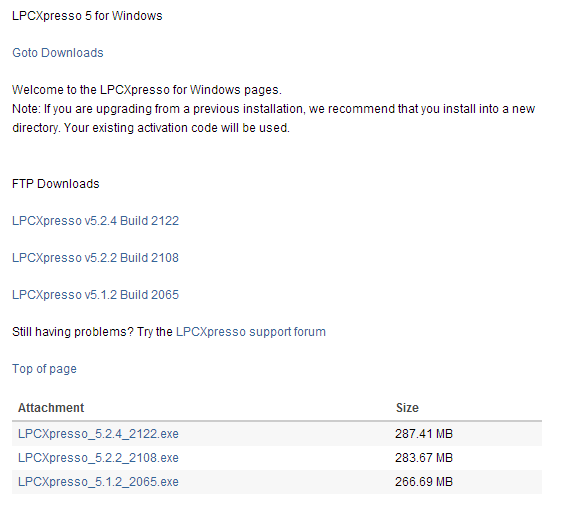 LPCXpresso 5 for Windows
Goto Downloads
Welcome to the LPCXpresso for Windows pages.
Note: If you are upgrading from a previous installation, we recommend that you install into a new
directory. Your existing activation code will be used.
FTP Downloads
LPCXpresso v5.2.4 Build 2122
LPCXpresso v5.2.2 Build 2108
LPCXpresso v5.1.2 Build 2065
Still having problems? Try the LPCXpresso support forum
Top of page
Attachment Size
LPCXpresso_5.2.4_2122.exe 287.41 MB
LPCXpresso_5.2.2_2108.exe 283.67 MB
LPCXpresso_5.1.2_2065.exe 266.69 MB